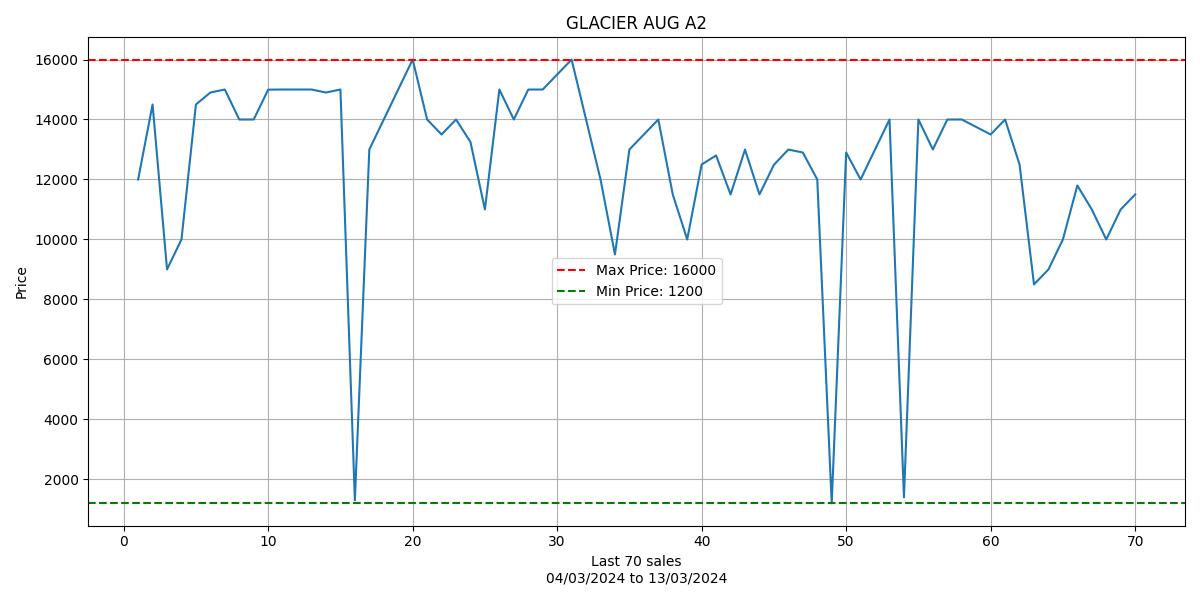 GLACIER AUG A2
Price
16000
14000
12000
10000
8000
6000
4000
2000
Max Price: 16000
Min Price: 1200
0 10 20 30 40 50 60 70
Last 70 sales
04/03/2024 to 13/03/2024